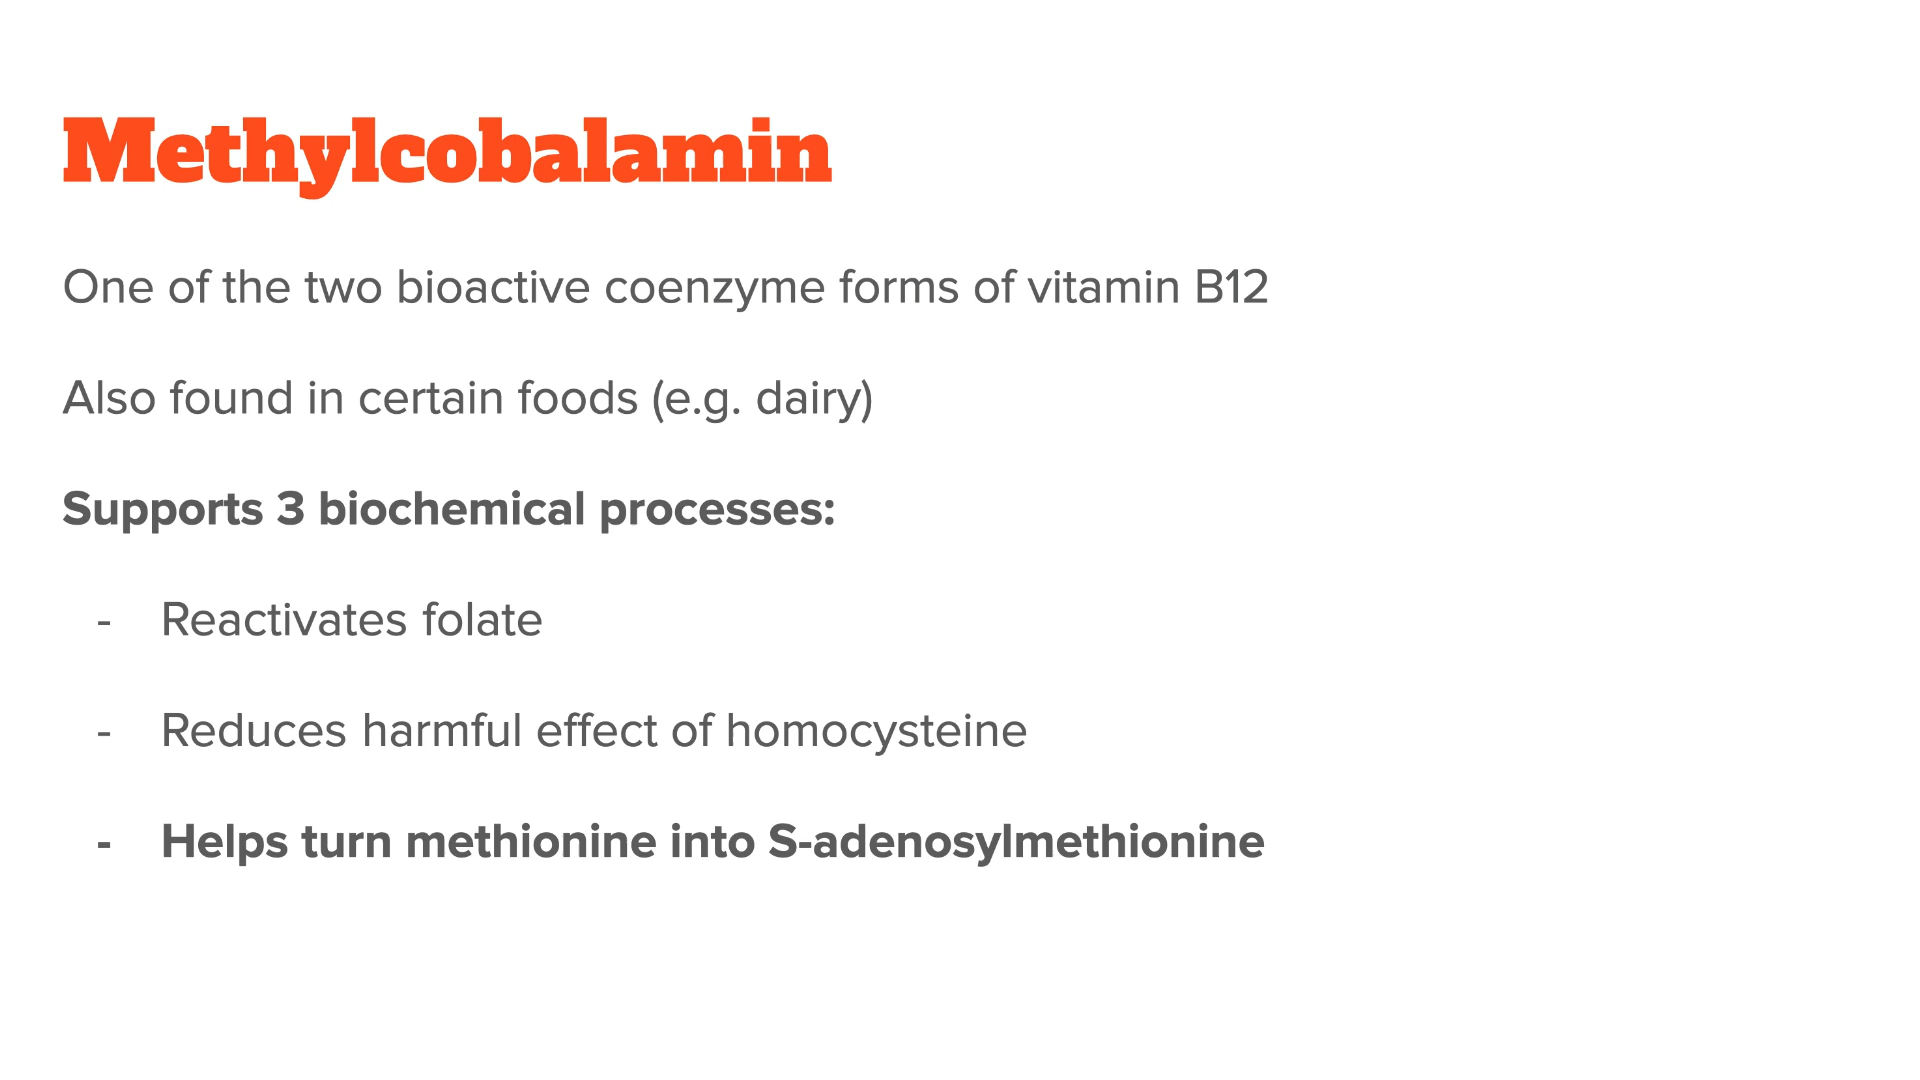 Methylcobalamin
One of the two bioactive coenzyme forms of vitamin B12
Also found in certain foods (e.g. dairy)
Supports 3 biochemical processes:
- Reactivates folate
- Reduces harmful effect of homocysteine
- Helps turn methionine into S-adenosylmethionine